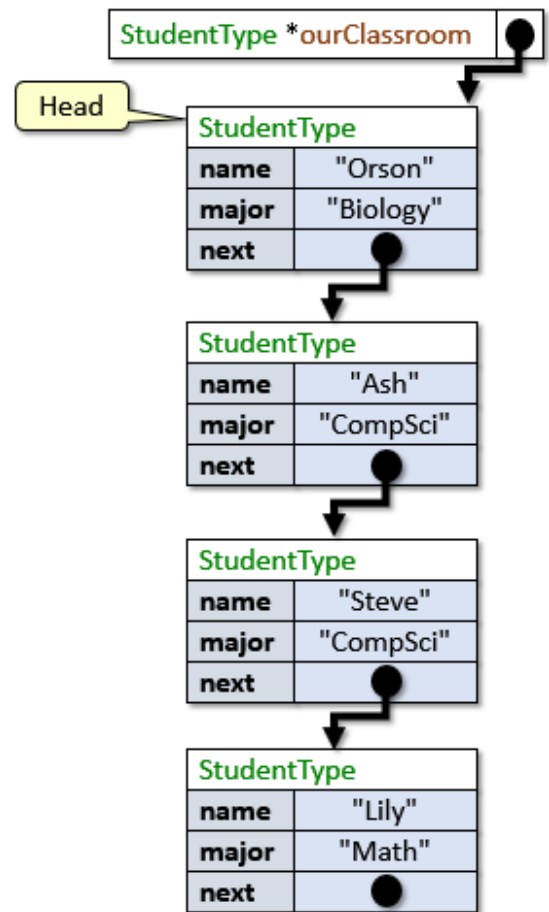 StudentType *ourClassroom
Head
StudentType
name "Orson"
major "Biology"
next
StudentType
name "Ash"
major "CompSci"
next
StudentType
name "Steve"
major "CompSci"
next
StudentType
name "Lily"
major "Math"
next